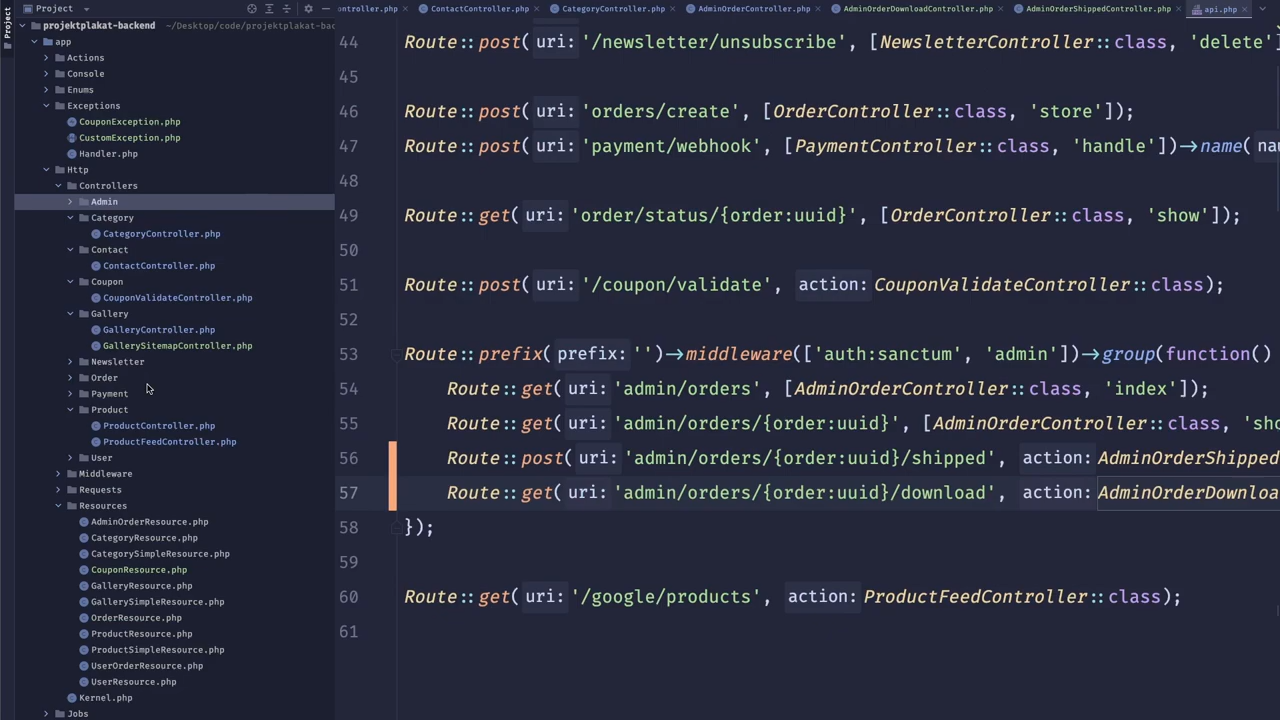 Project
Project
ontroller.php
ContactController.php
CategoryController.php
AdminOrderController.php
AdminOrderDownloadController.php
AdminOrderShippedController.php
api.php
projektplakat-backend ~/Desktop/code/projektplakat-bac
app
Actions
Console
Enums
Exceptions
CouponException.php
CustomException.php
Handler.php
Http
Controllers
Admin
Category
CategoryController.php
Contact
ContactController.php
Coupon
CouponValidateController.php
Gallery
GalleryController.php
GallerySitemapController.php
Newsletter
Order
Payment
Product
ProductController.php
ProductFeedController.php
User
Middleware
Requests
Resources
AdminOrderResource.php
CategoryResource.php
CategorySimpleResource.php
CouponResource.php
GalleryResource.php
GallerySimpleResource.php
OrderResource.php
ProductResource.php
ProductSimpleResource.php
UserOrderResource.php
UserResource.php
Kernel.php
Jobs
44 Route::post( uri: '/newsletter/unsubscribe', [NewsletterController::class, 'delete']
45
46 Route::post( uri: 'orders/create', [OrderController::class, 'store']);
47 Route::post( uri: 'payment/webhook', [PaymentController::class, 'handle'])->name( na
48
49 Route::get( uri: 'order/status/{order:uuid}', [OrderController::class, 'show']);
50
51 Route::post( uri: '/coupon/validate', action: CouponValidateController::class);
52
53 Route::prefix( prefix: '')->middleware(['auth:sanctum', 'admin'])->group(function()
54 Route::get( uri: 'admin/orders', [AdminOrderController::class, 'index']);
55 Route::get( uri: 'admin/orders/{order:uuid}', [AdminOrderController::class, 'sho
56 Route::post( uri: 'admin/orders/{order:uuid}/shipped', action: AdminOrderShipped
57 Route::get( uri: 'admin/orders/{order:uuid}/download', action: AdminOrderDownloa
58 });
59
60 Route::get( uri: '/google/products', action: ProductFeedController::class);
61